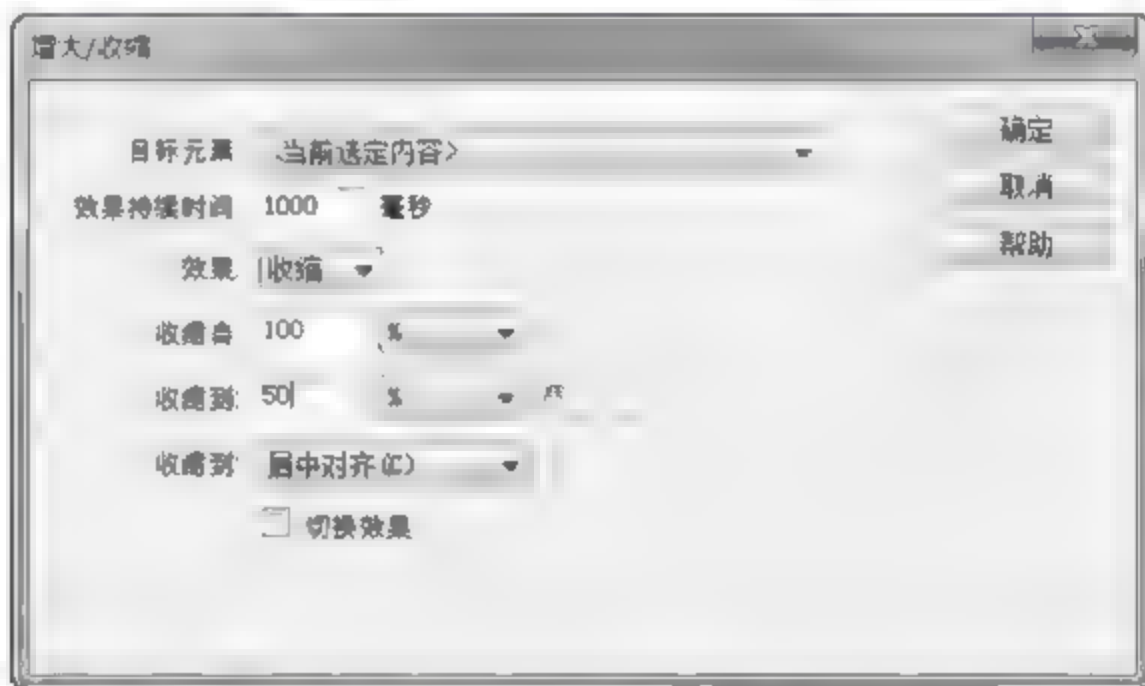 增大/收缩
目标元素 <当前选定内容>
确定
效果持续时间 1000 毫秒
取消
效果 收缩
帮助
收缩自 100 %
收缩到: 50 %
收缩到 居中对齐(C)
切换效果